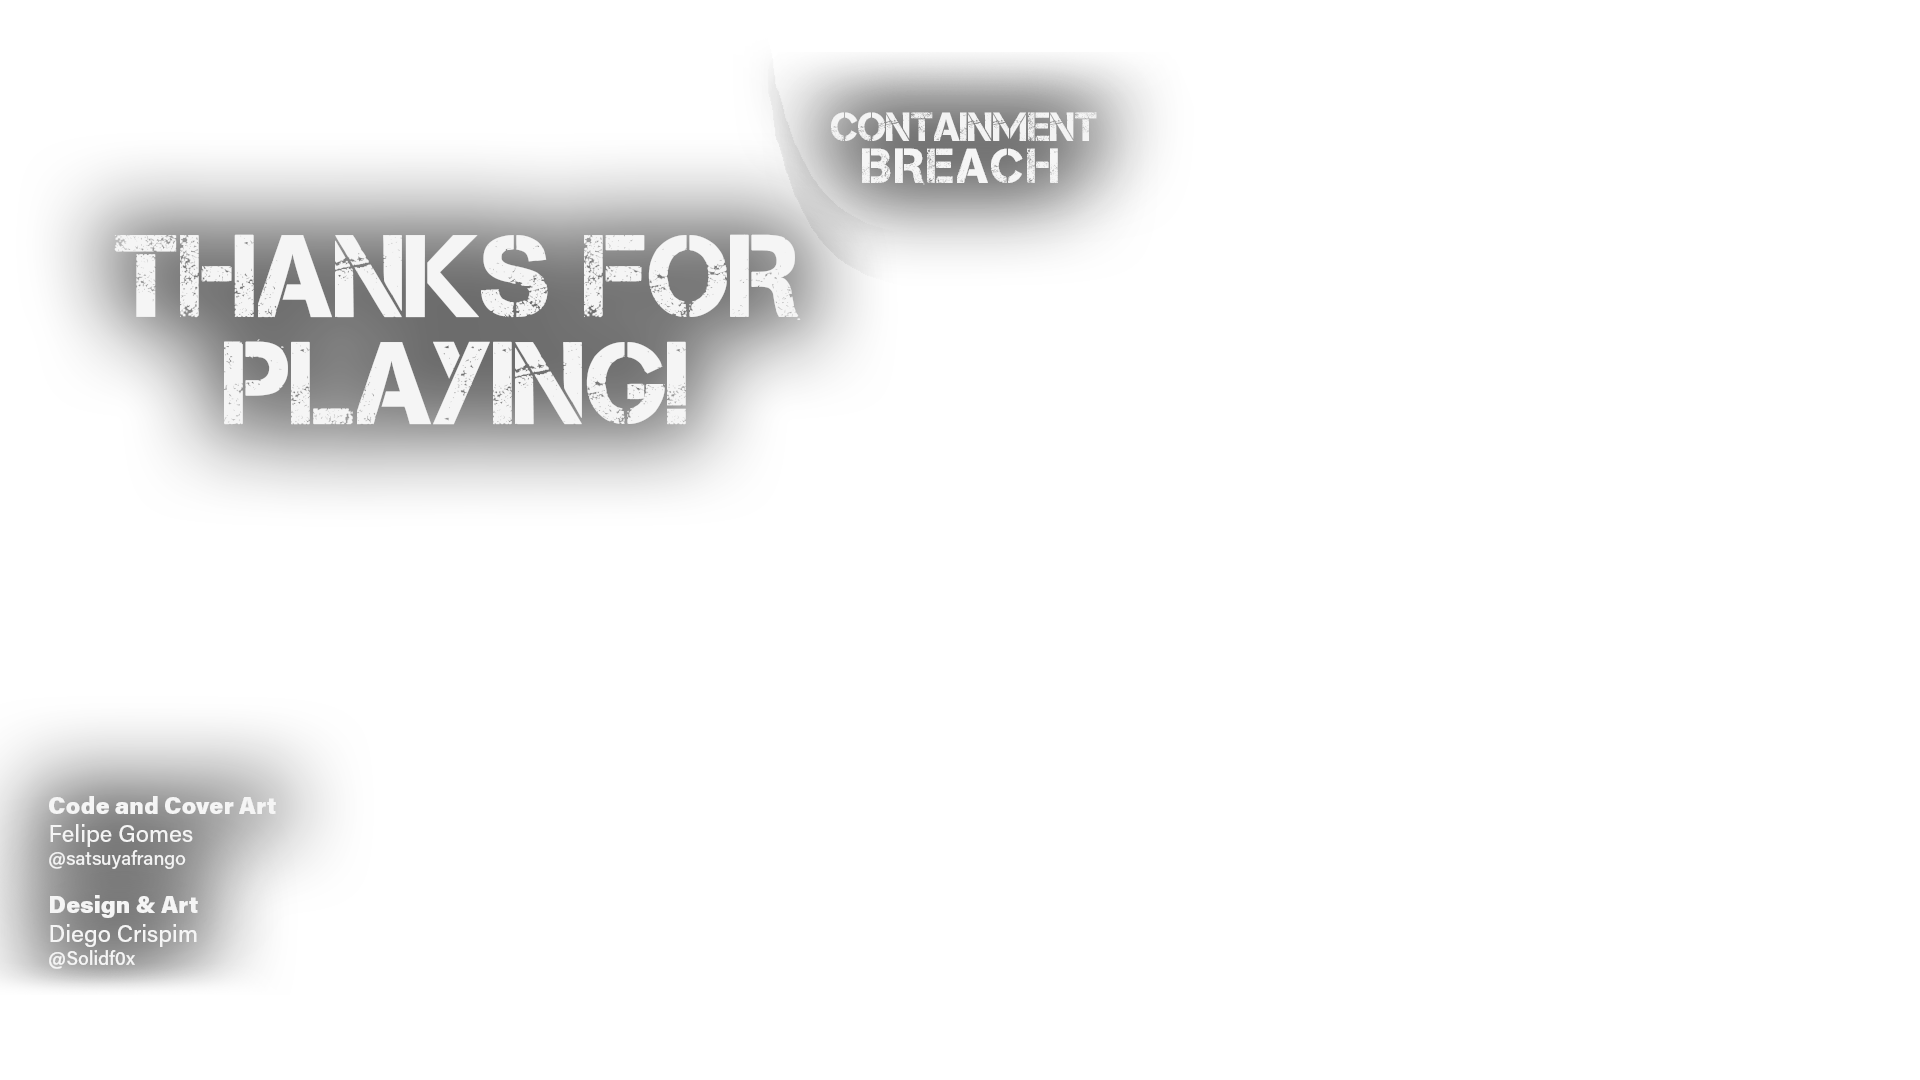 CONTAINMENT
BREACH
THANKS FOR
PLAYING!
Code and Cover Art
Felipe Gomes
@satsuyafrango
Design & Art
Diego Crispim
@Solidf0x